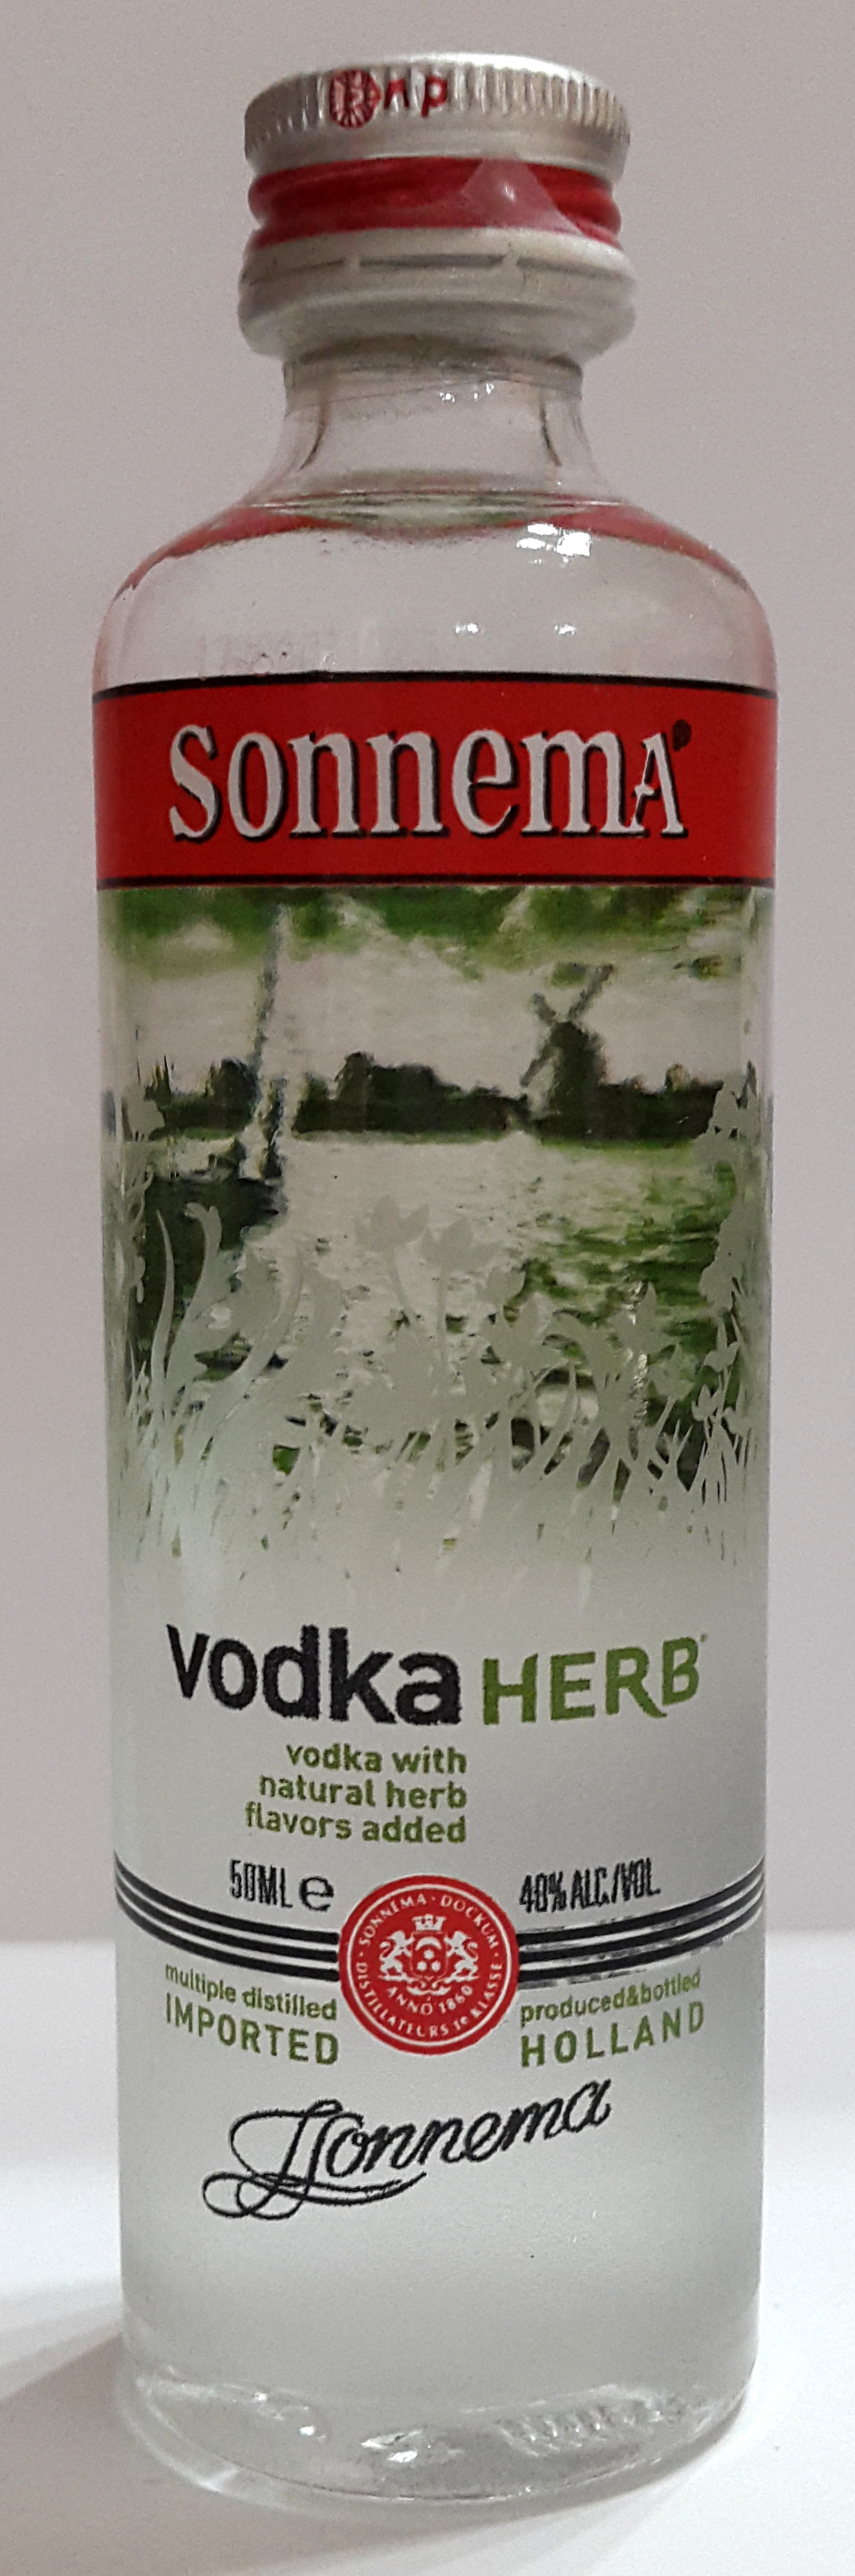 sonnemA
vodka HERB
vodka with
natural herb
flavors added
50ML e
40% ALC./VOL.
SONNEMA · DOCKUM ·
DISTILLATEURS 1e KLASSE
ANNO 1860
multiple distilled
IMPORTED
produced&bottled
HOLLAND
Sonnema